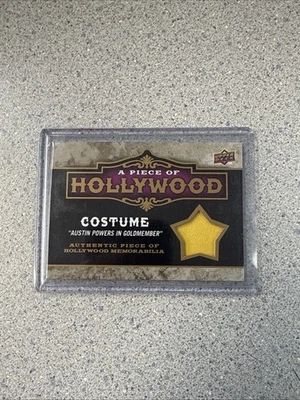 A PIECE OF
HOLLYWOOD
COSTUME
"AUSTIN POWERS IN GOLDMEMBER"
AUTHENTIC PIECE OF
HOLLYWOOD MEMORABILIA